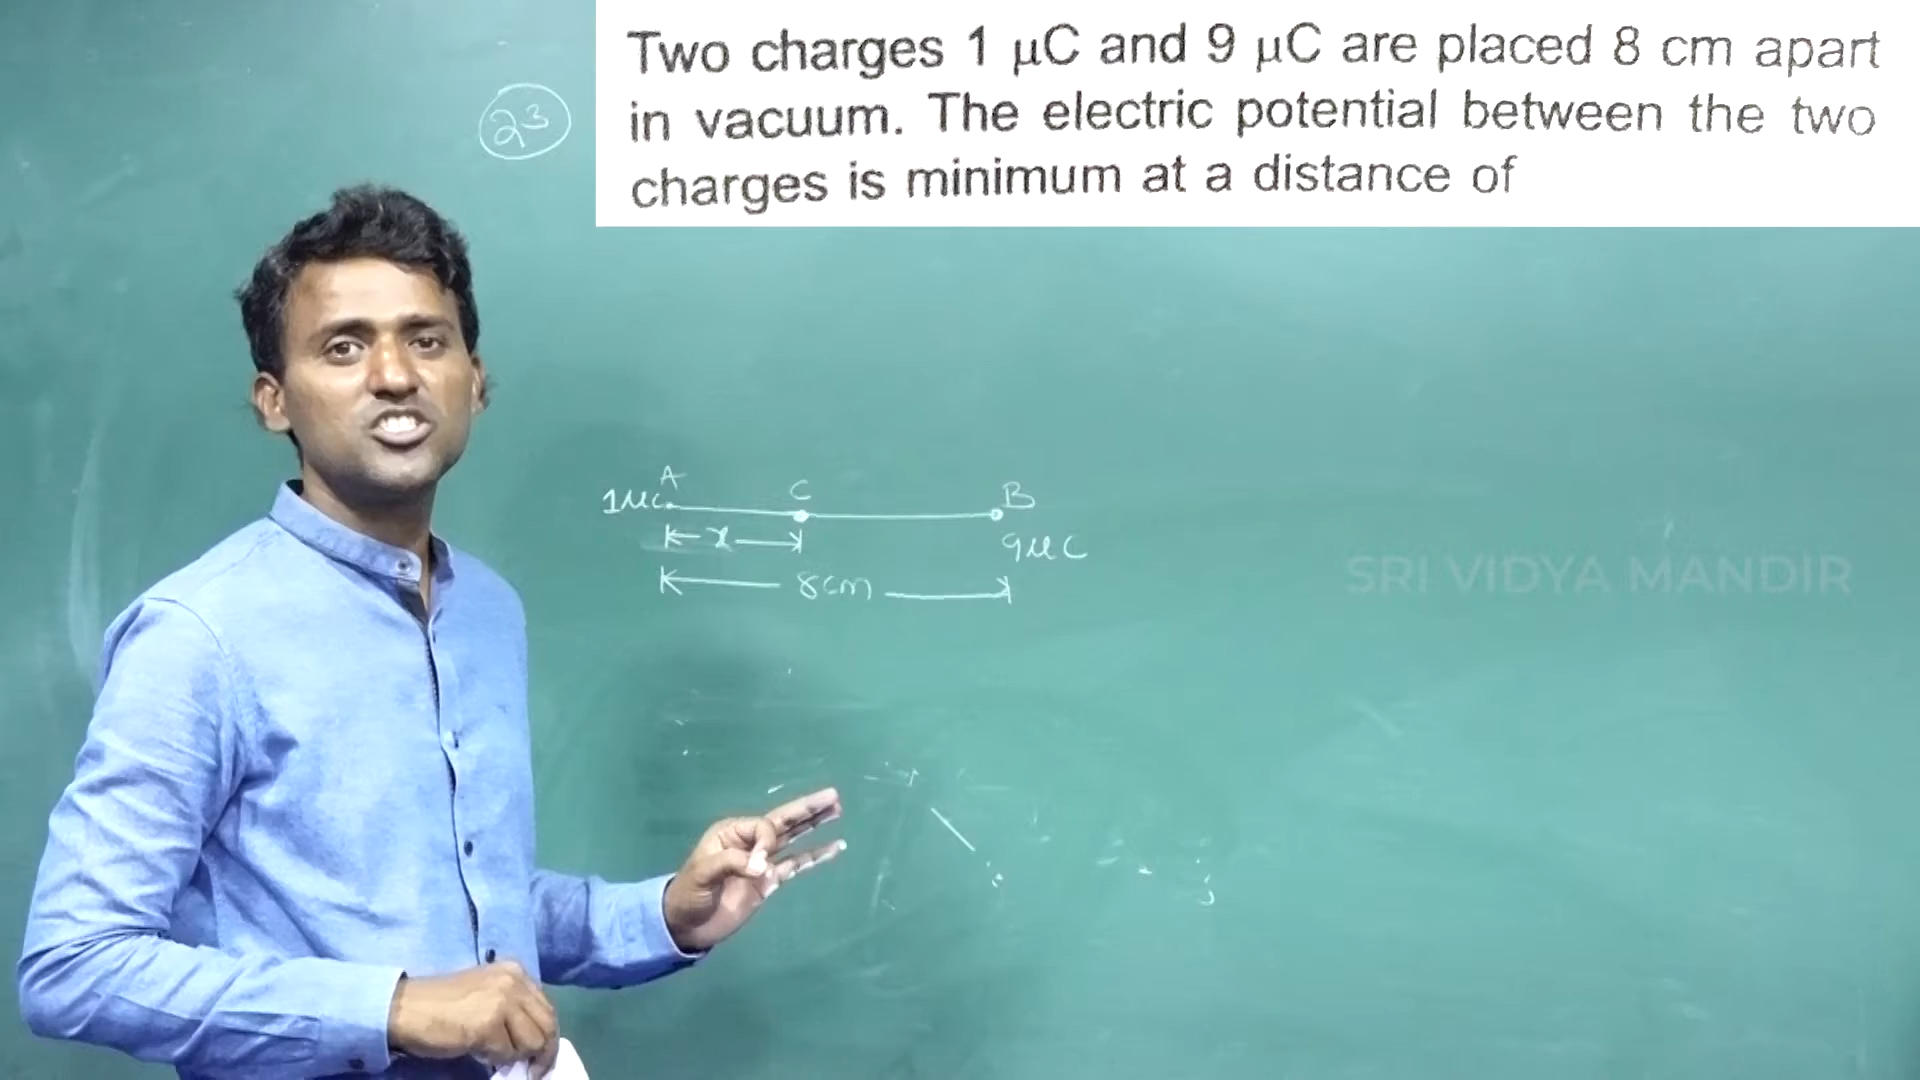 Two charges 1 μC and 9 μC are placed 8 cm apart
in vacuum. The electric potential between the two
charges is minimum at a distance of
23
A C B
1μC
x
9μC
8cm
SRI VIDYA MANDIR